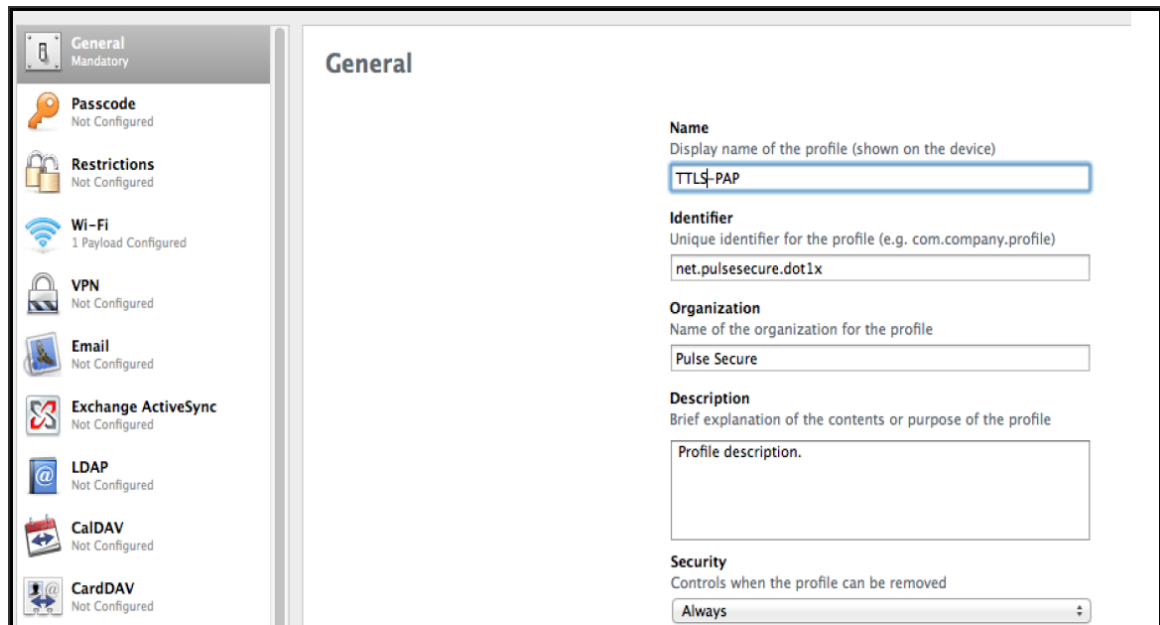 General
Mandatory
Passcode
Not Configured
Restrictions
Not Configured
Wi-Fi
1 Payload Configured
VPN
Not Configured
Email
Not Configured
Exchange ActiveSync
Not Configured
LDAP
Not Configured
CalDAV
Not Configured
CardDAV
Not Configured
General
Name
Display name of the profile (shown on the device)
TTLS-PAP
Identifier
Unique identifier for the profile (e.g. com.company.profile)
net.pulsesecure.dot1x
Organization
Name of the organization for the profile
Pulse Secure
Description
Brief explanation of the contents or purpose of the profile
Profile description.
Security
Controls when the profile can be removed
Always